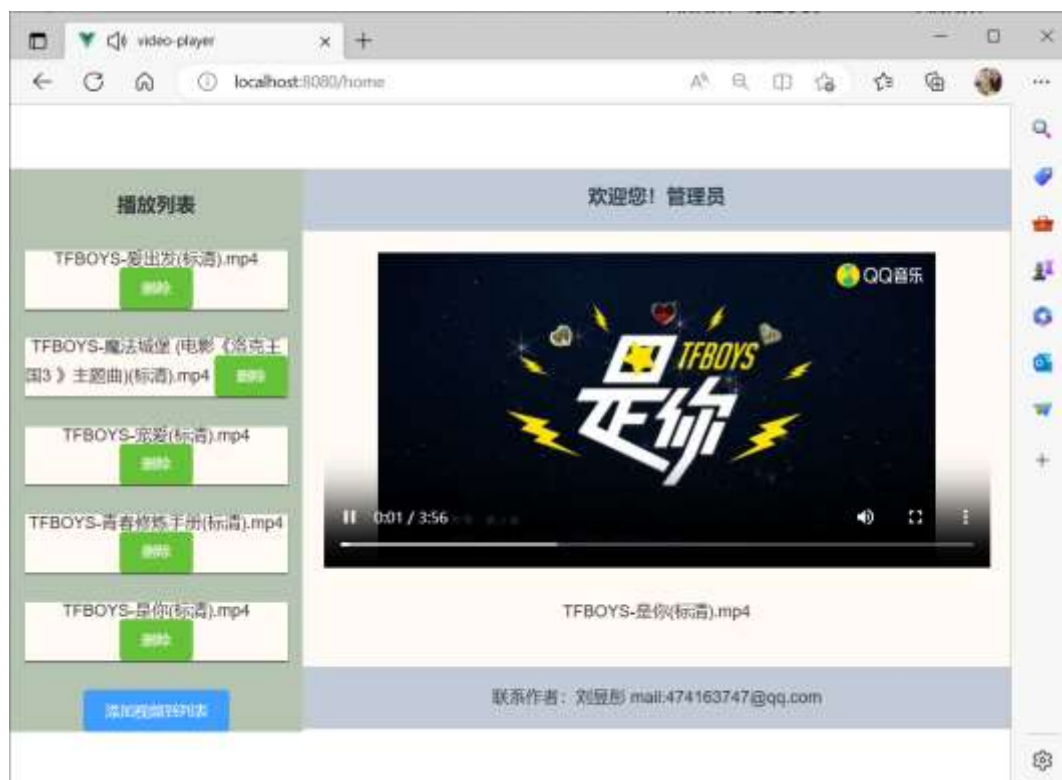 video-player
localhost:8080/home
播放列表
欢迎您！管理员
TFBOYS-爱出发(标清).mp4
删除
TFBOYS-魔法城堡 (电影《洛克王
国3 》主题曲)(标清).mp4
删除
TFBOYS-宠爱(标清).mp4
删除
TFBOYS-青春修炼手册(标清).mp4
删除
TFBOYS-是你(标清).mp4
删除
添加视频到列表
QQ音乐
TFBOYS
是你
0:01 / 3:56
TFBOYS-是你(标清).mp4
联系作者：刘昱彤 mail:474163747@qq.com